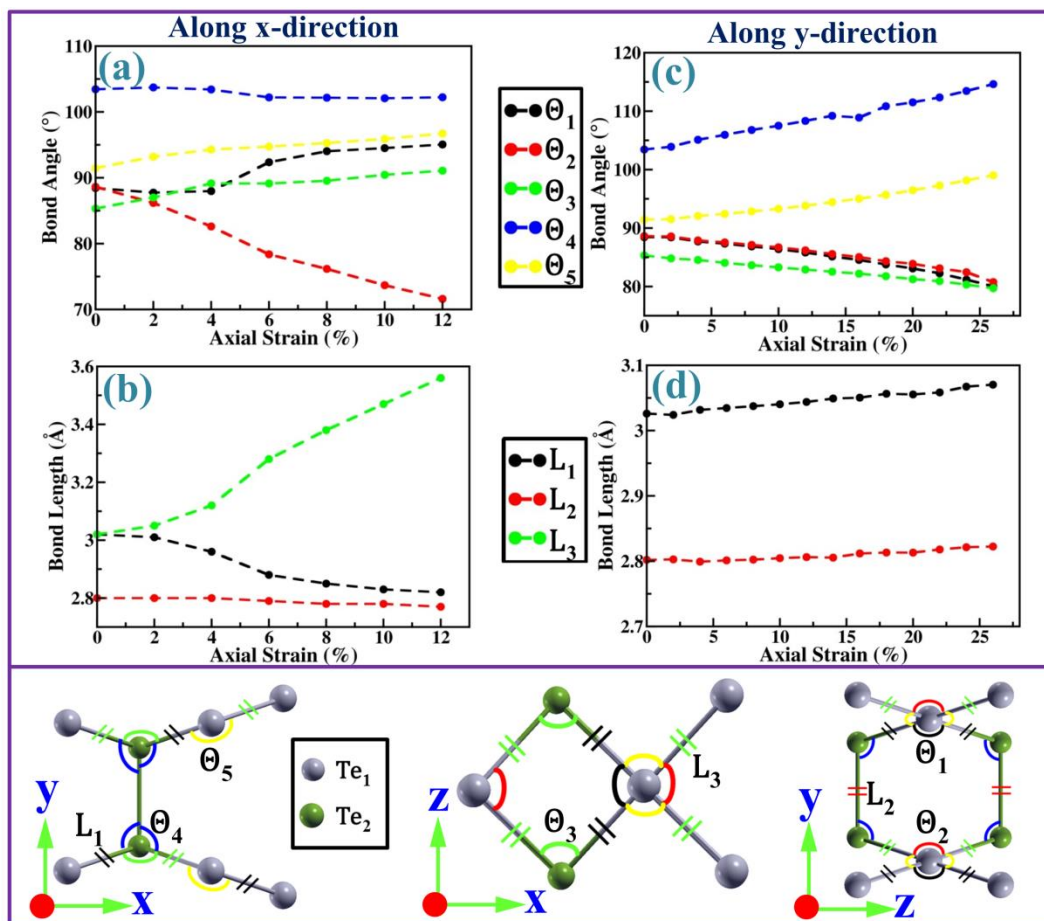 Along x-direction
Along y-direction
(a)
110
100
90
80
70
Bond Angle (°)
0 2 4 6 8 10 12
Axial Strain (%)
Θ1
Θ2
Θ3
Θ4
Θ5
(c)
120
110
100
90
80
Bond Angle (°)
0 5 10 15 20 25
Axial Strain (%)
(b)
3.6
3.2
3
2.8
Bond Length (Å)
0 2 4 6 8 10 12
Axial Strain (%)
L1
L2
L3
(d)
3.1
3
2.9
2.8
2.7
Bond Length (Å)
0 5 10 15 20 25
Axial Strain (%)
Θ5
L1
Θ4
y
x
Te1
Te2
L3
Θ3
z
x
Θ1
L2
Θ2
y
z